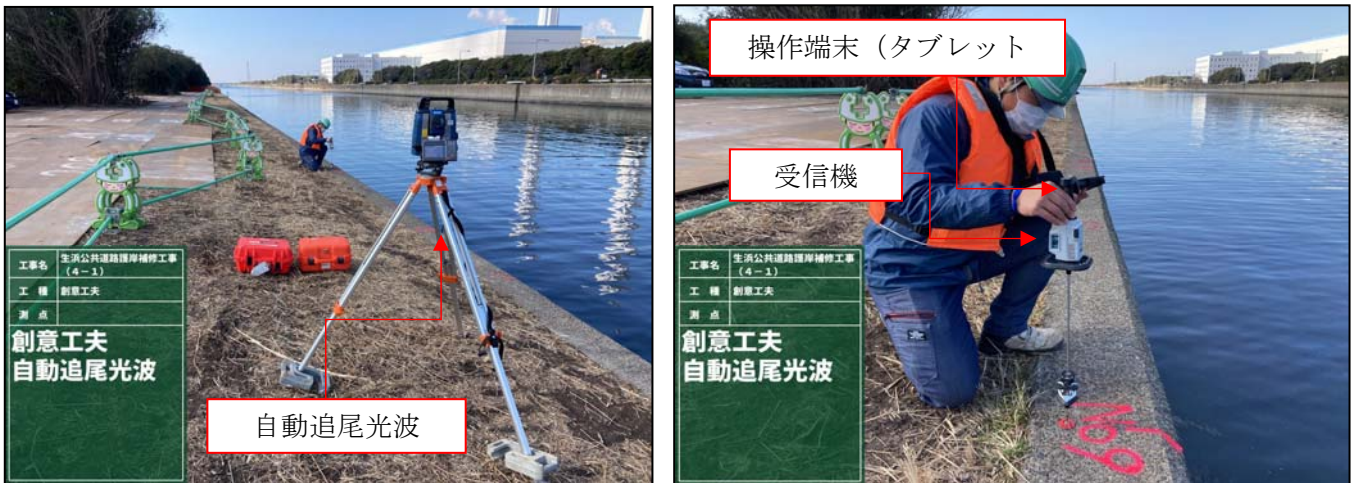 工事名 生浜公共道路護岸補修工事
（4－1）
工 種 創意工夫
測 点
創意工夫
自動追尾光波
自動追尾光波
操作端末（タブレット
受信機
工事名 生浜公共道路護岸補修工事
（4－1）
工 種 創意工夫
測 点
創意工夫
自動追尾光波
No9